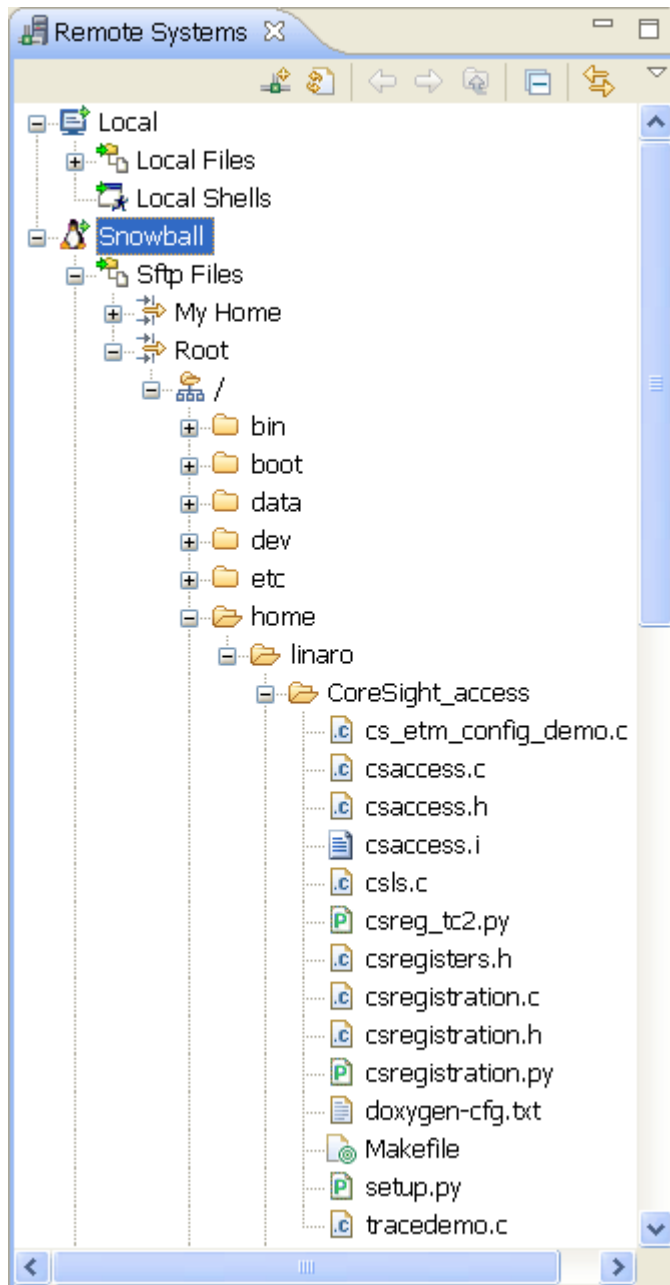 Remote Systems
Local
Local Files
Local Shells
Snowball
Sftp Files
My Home
Root
/
bin
boot
data
dev
etc
home
linaro
CoreSight_access
cs_etm_config_demo.c
csaccess.c
csaccess.h
csaccess.i
csls.c
csreg_tc2.py
csregisters.h
csregistration.c
csregistration.h
csregistration.py
doxygen-cfg.txt
Makefile
setup.py
tracedemo.c